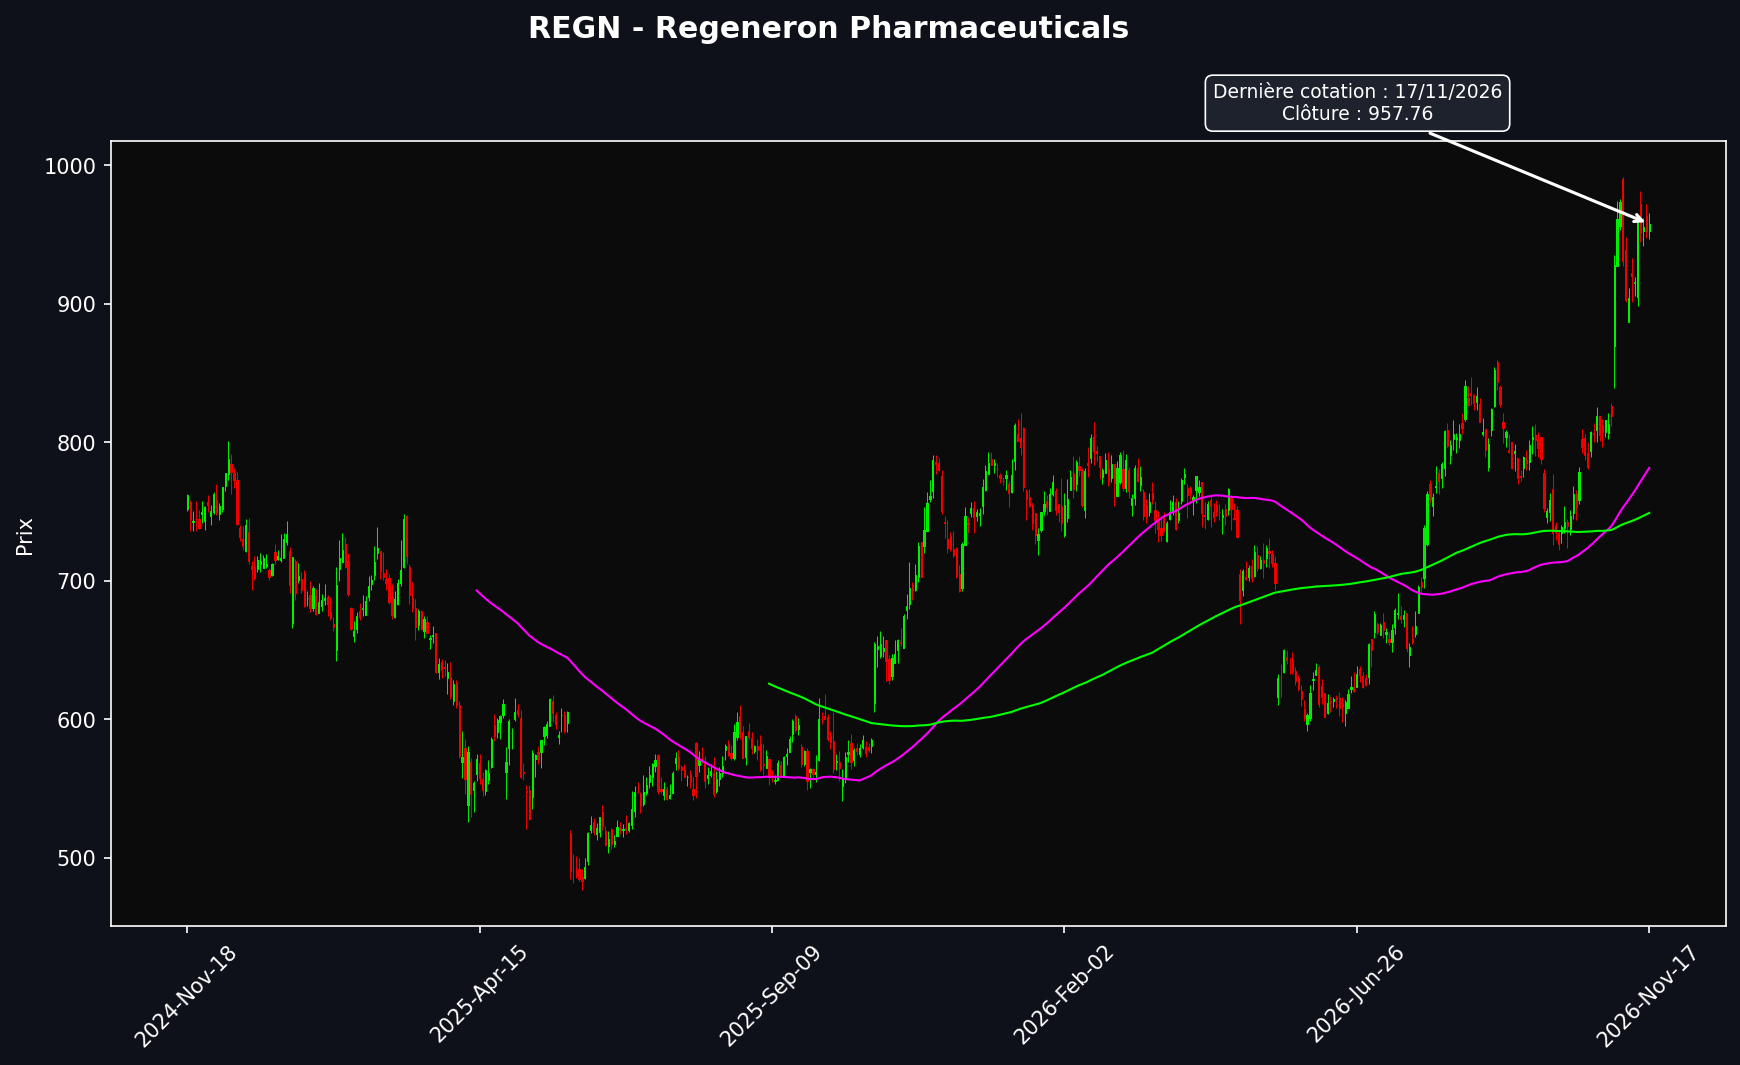 REGN - Regeneron Pharmaceuticals
Dernière cotation : 17/11/2026
Clôture : 957.76
Prix
1000
900
800
700
600
500
2024-Nov-18
2025-Apr-15
2025-Sep-09
2026-Feb-02
2026-Jun-26
2026-Nov-17